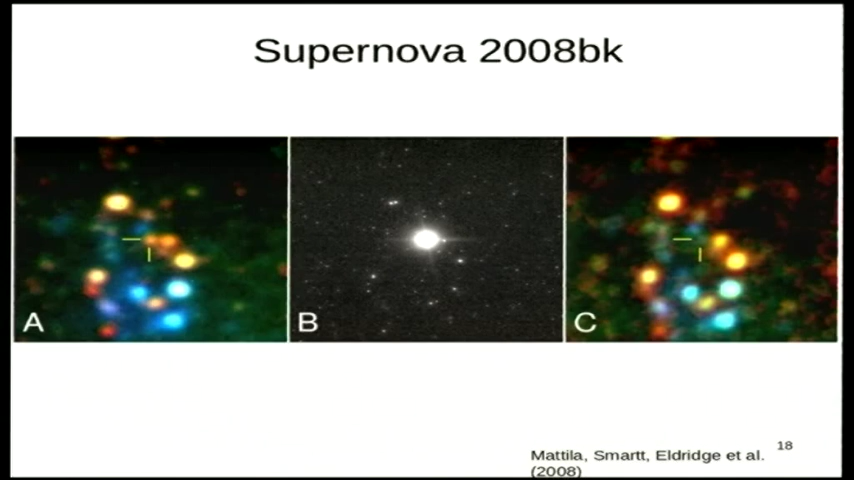 Supernova 2008bk
A
B
C
18
Mattila, Smartt, Eldridge et al.
(2008)